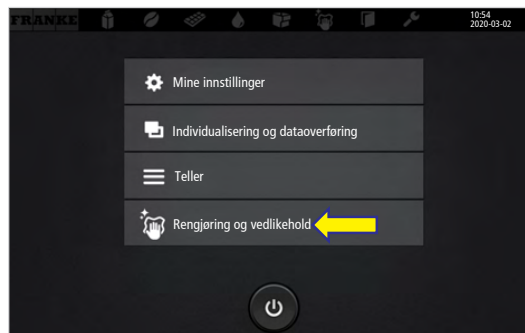 FRANKE
10:54
2020-03-02
Mine innstillinger
Individualisering og dataoverføring
Teller
Rengjøring og vedlikehold